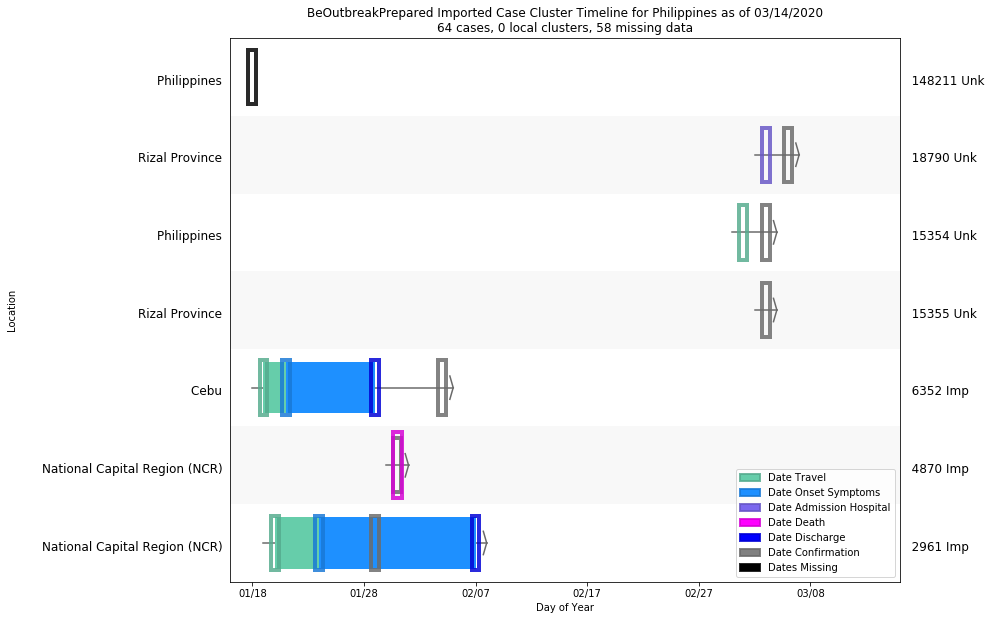 BeOutbreakPrepared Imported Case Cluster Timeline for Philippines as of 03/14/2020
64 cases, 0 local clusters, 58 missing data
Philippines
148211 Unk
Rizal Province
18790 Unk
Philippines
15354 Unk
Rizal Province
15355 Unk
Cebu
6352 Imp
National Capital Region (NCR)
4870 Imp
National Capital Region (NCR)
2961 Imp
Location
Date Travel
Date Onset Symptoms
Date Admission Hospital
Date Death
Date Discharge
Date Confirmation
Dates Missing
01/18
01/28
02/07
02/17
02/27
03/08
Day of Year